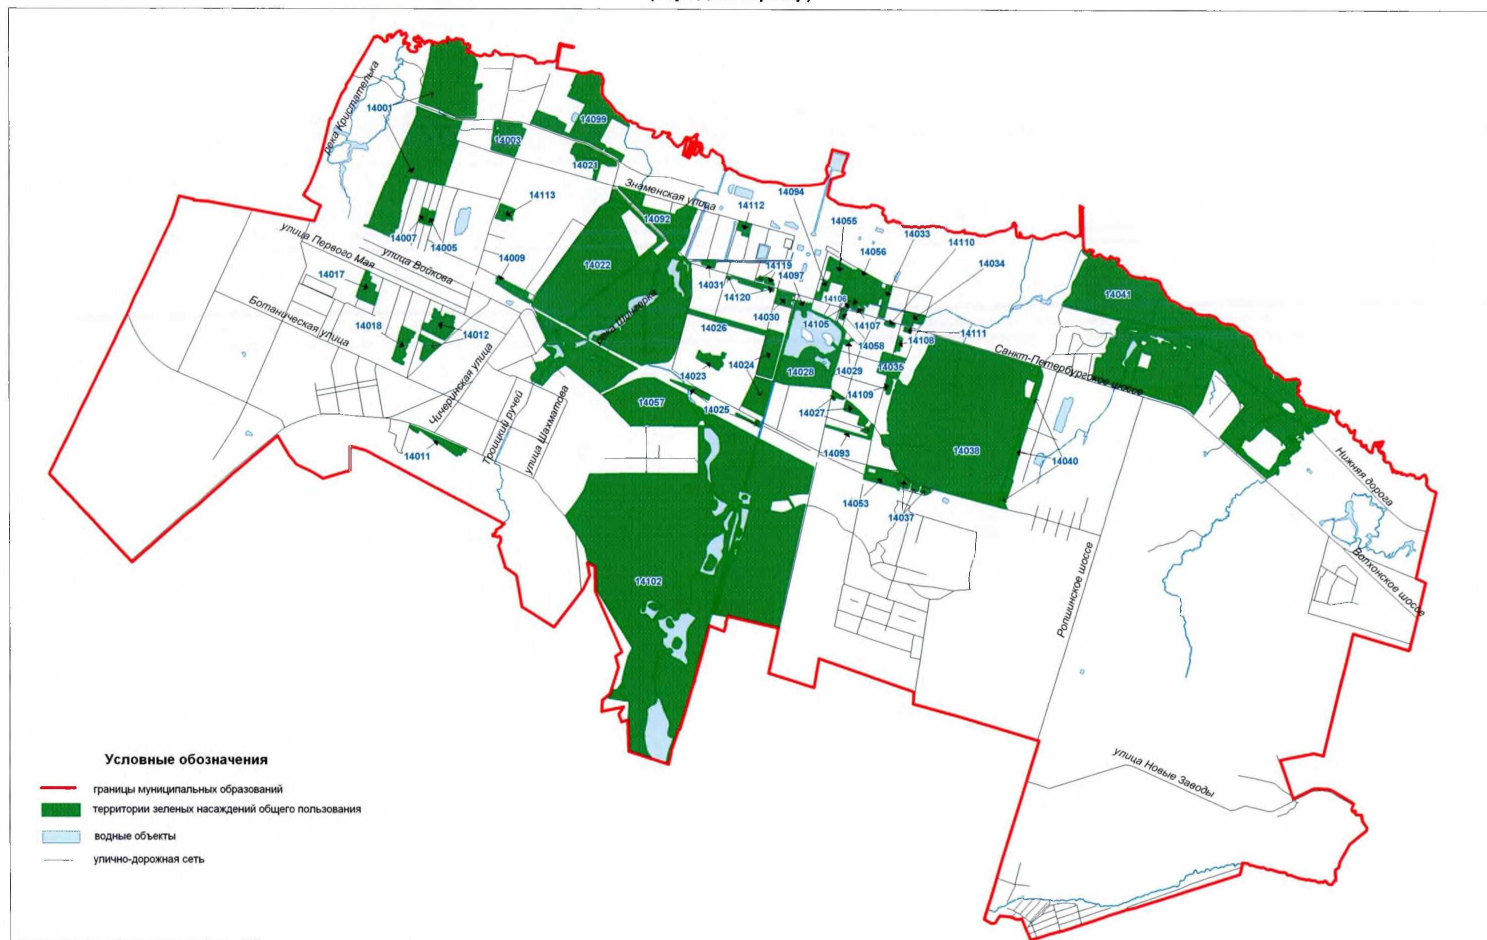 река Кристателька
14001
14003
14099
14021
14113
14007
14005
Знаменская улица
14092
14112
14094
14055
14033
14110
14056
14034
улица Первого Мая
улица Войкова
14017
14009
14022
14119
14097
14031
14120
14030
14106
14105
14107
14111
14041
Ботаническая улица
14018
14012
река Шингарка
14026
14058
14108
Санкт-Петербургское шоссе
14023
14024
14028
14029
14035
Чичеринская улица
14057
14025
14027
14109
Троицкий ручей
улица Шахматова
14011
14093
14038
14040
14053
14037
Нижняя дорога
Волхонское шоссе
14102
Ропшинское шоссе
улица Новые Заводы
Условные обозначения
границы муниципальных образований
территории зеленых насаждений общего пользования
водные объекты
улично-дорожная сеть